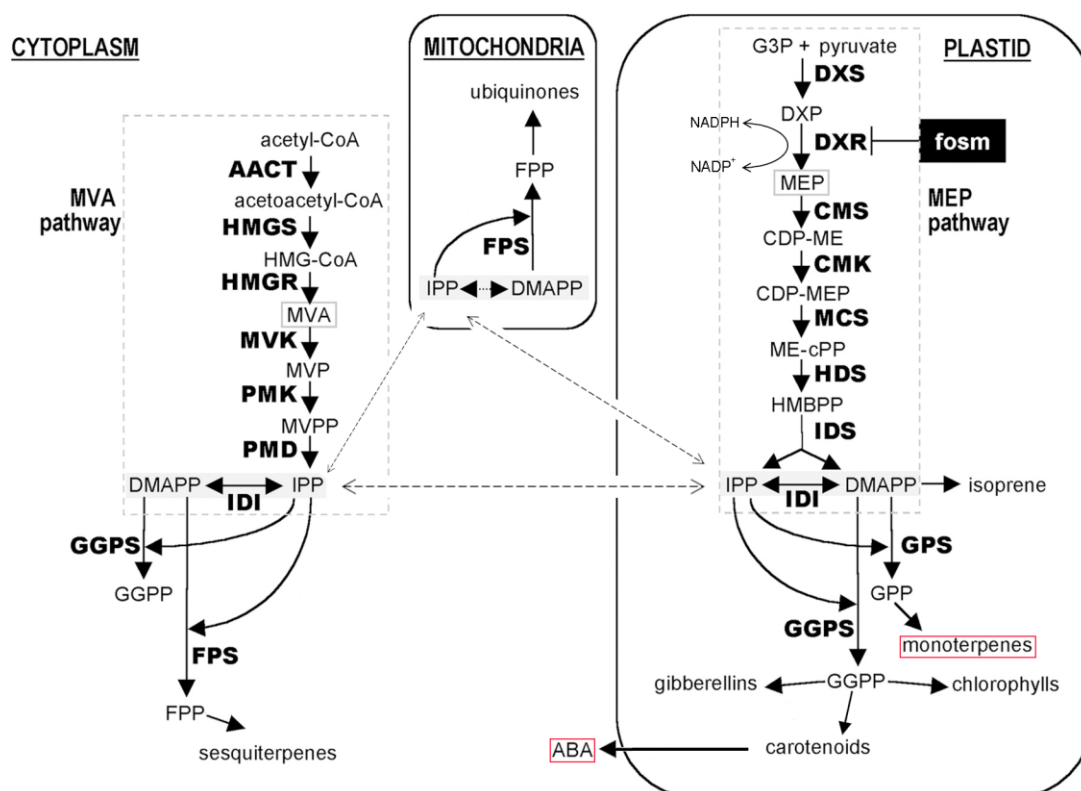 CYTOPLASM
MVA
pathway
acetyl-CoA
AACT
acetoacetyl-CoA
HMGS
HMG-CoA
HMGR
MVA
MVK
MVP
PMK
MVPP
PMD
DMAPP
IDI
IPP
GGPS
GGPP
FPS
FPP
sesquiterpenes
MITOCHONDRIA
ubiquinones
FPP
FPS
IPP
DMAPP
PLASTID
G3P + pyruvate
DXS
DXP
NADPH
NADP+
DXR
fosm
MEP
MEP
pathway
CMS
CDP-ME
CMK
CDP-MEP
MCS
ME-cPP
HDS
HMBPP
IDS
IPP
IDI
DMAPP
isoprene
GPS
GPP
monoterpenes
GGPS
gibberellins
GGPP
chlorophylls
ABA
carotenoids